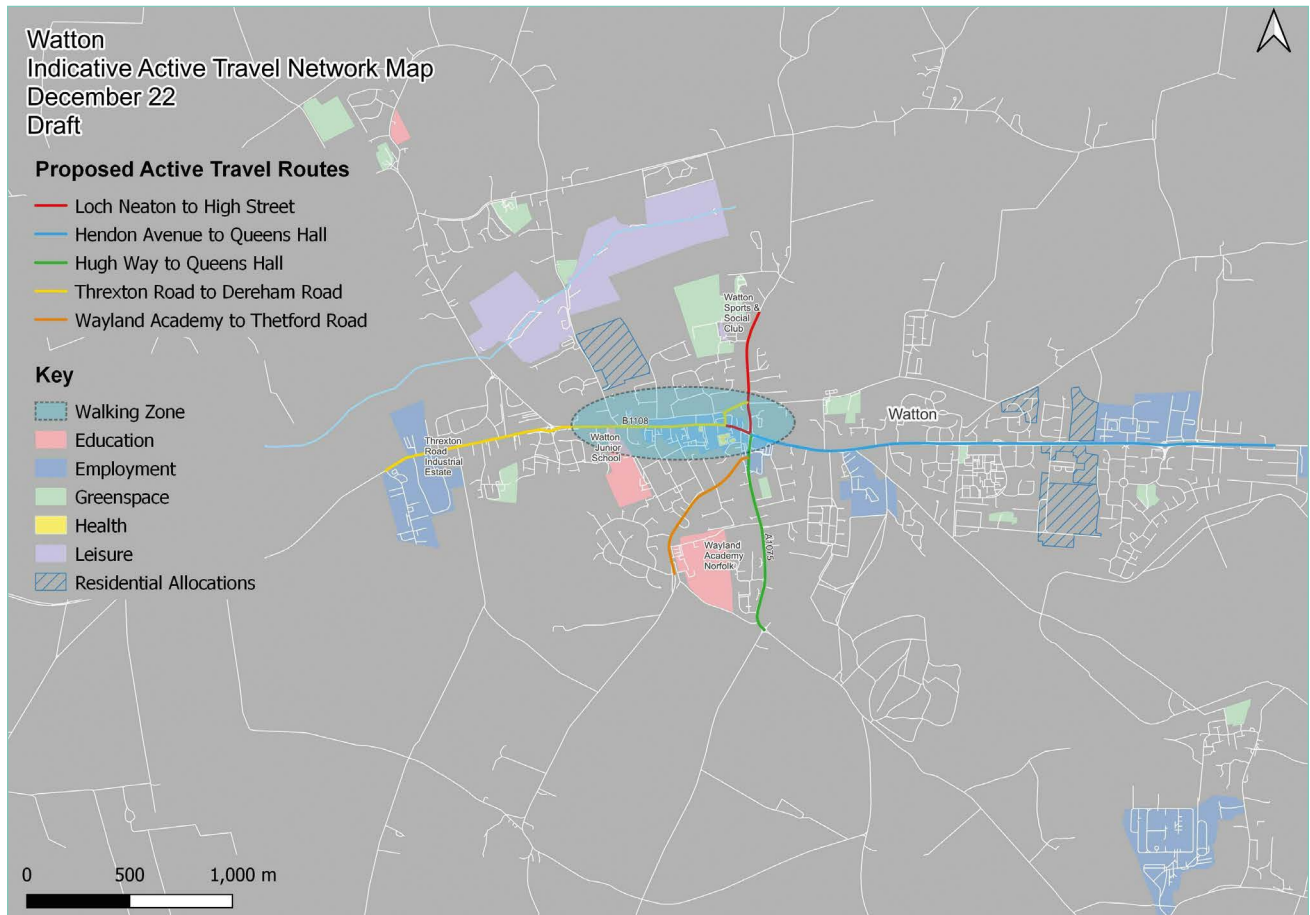 Watton
Indicative Active Travel Network Map
December 22
Draft
Proposed Active Travel Routes
Loch Neaton to High Street
Hendon Avenue to Queens Hall
Hugh Way to Queens Hall
Threxton Road to Dereham Road
Wayland Academy to Thetford Road
Key
Walking Zone
Education
Employment
Greenspace
Health
Leisure
Residential Allocations
Watton
Sports &
Social
Club
B1108
Watton
Threxton
Road
Industrial
Estate
Watton
Junior
School
Wayland
Academy
Norfolk
A1075
0 500 1,000 m